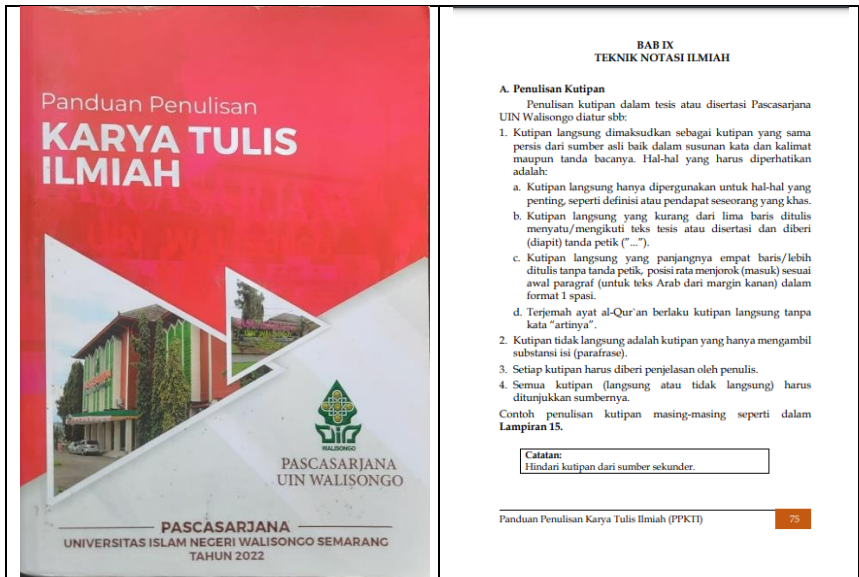 Panduan Penulisan
KARYA TULIS
ILMIAH
WALISONGO
PASCASARJANA
UIN WALISONGO
PASCASARJANA
UNIVERSITAS ISLAM NEGERI WALISONGO SEMARANG
TAHUN 2022
BAB IX
TEKNIK NOTASI ILMIAH
A. Penulisan Kutipan
Penulisan kutipan dalam tesis atau disertasi Pascasarjana
UIN Walisongo diatur sbb:
1. Kutipan langsung dimaksudkan sebagai kutipan yang sama
persis dari sumber asli baik dalam susunan kata dan kalimat
maupun tanda bacanya. Hal-hal yang harus diperhatikan
adalah:
a. Kutipan langsung hanya dipergunakan untuk hal-hal yang
penting, seperti definisi atau pendapat seseorang yang khas.
b. Kutipan langsung yang kurang dari lima baris ditulis
menyatu/mengikuti teks tesis atau disertasi dan diberi
(diapit) tanda petik ("...").
c. Kutipan langsung yang panjangnya empat baris/lebih
ditulis tanpa tanda petik, posisi rata menjorok (masuk) sesuai
awal paragraf (untuk teks Arab dari margin kanan) dalam
format 1 spasi.
d. Terjemah ayat al-Qur`an berlaku kutipan langsung tanpa
kata "artinya".
2. Kutipan tidak langsung adalah kutipan yang hanya mengambil
substansi isi (parafrase).
3. Setiap kutipan harus diberi penjelasan oleh penulis.
4. Semua kutipan (langsung atau tidak langsung) harus
ditunjukkan sumbernya.
Contoh penulisan kutipan masing-masing seperti dalam
Lampiran 15.
Catatan:
Hindari kutipan dari sumber sekunder.
Panduan Penulisan Karya Tulis Ilmiah (PPKTI) 75